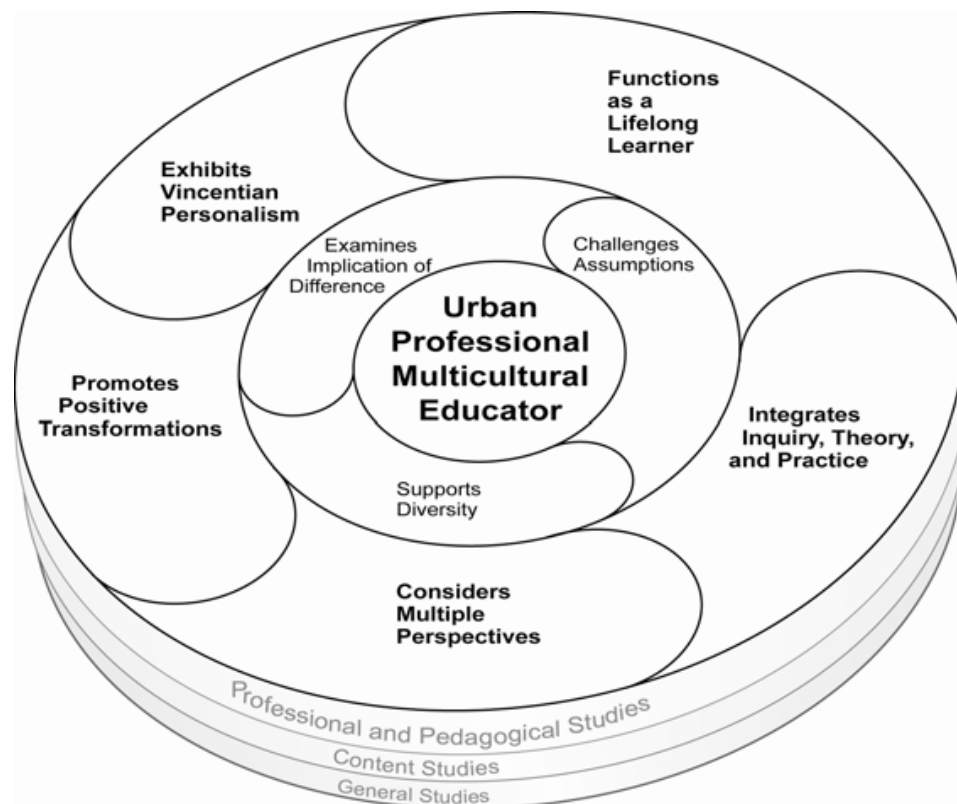 Functions
as a
Lifelong
Learner
Exhibits
Vincentian
Personalism
Examines
Implication of
Difference
Challenges
Assumptions
Urban
Professional
Multicultural
Educator
Promotes
Positive
Transformations
Integrates
Inquiry, Theory,
and Practice
Supports
Diversity
Considers
Multiple
Perspectives
Professional and Pedagogical Studies
Content Studies
General Studies